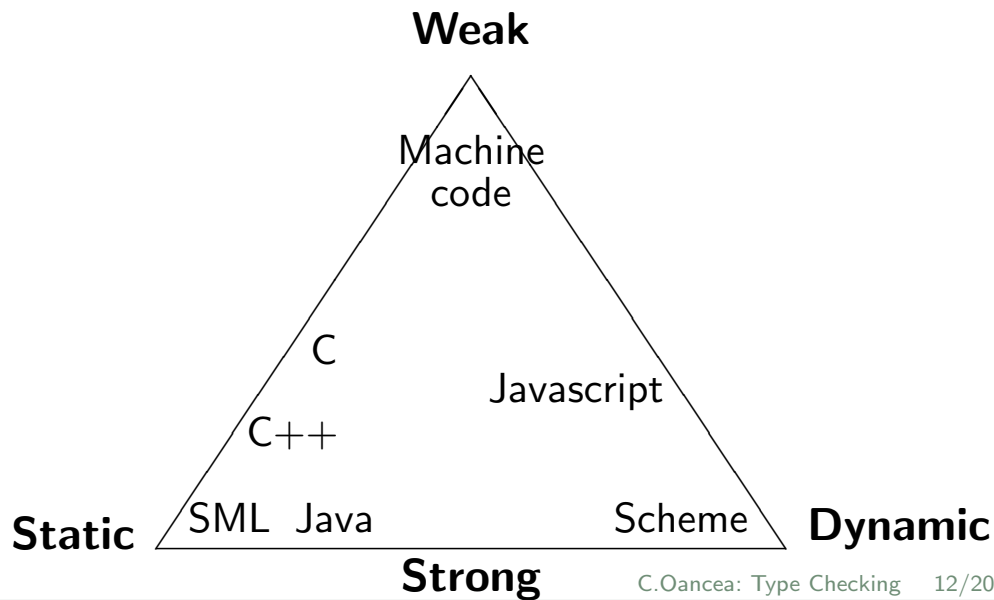 Weak
Machine
code
C
Javascript
C++
SML Java Scheme
Static Dynamic
Strong
C.Oancea: Type Checking 12/20